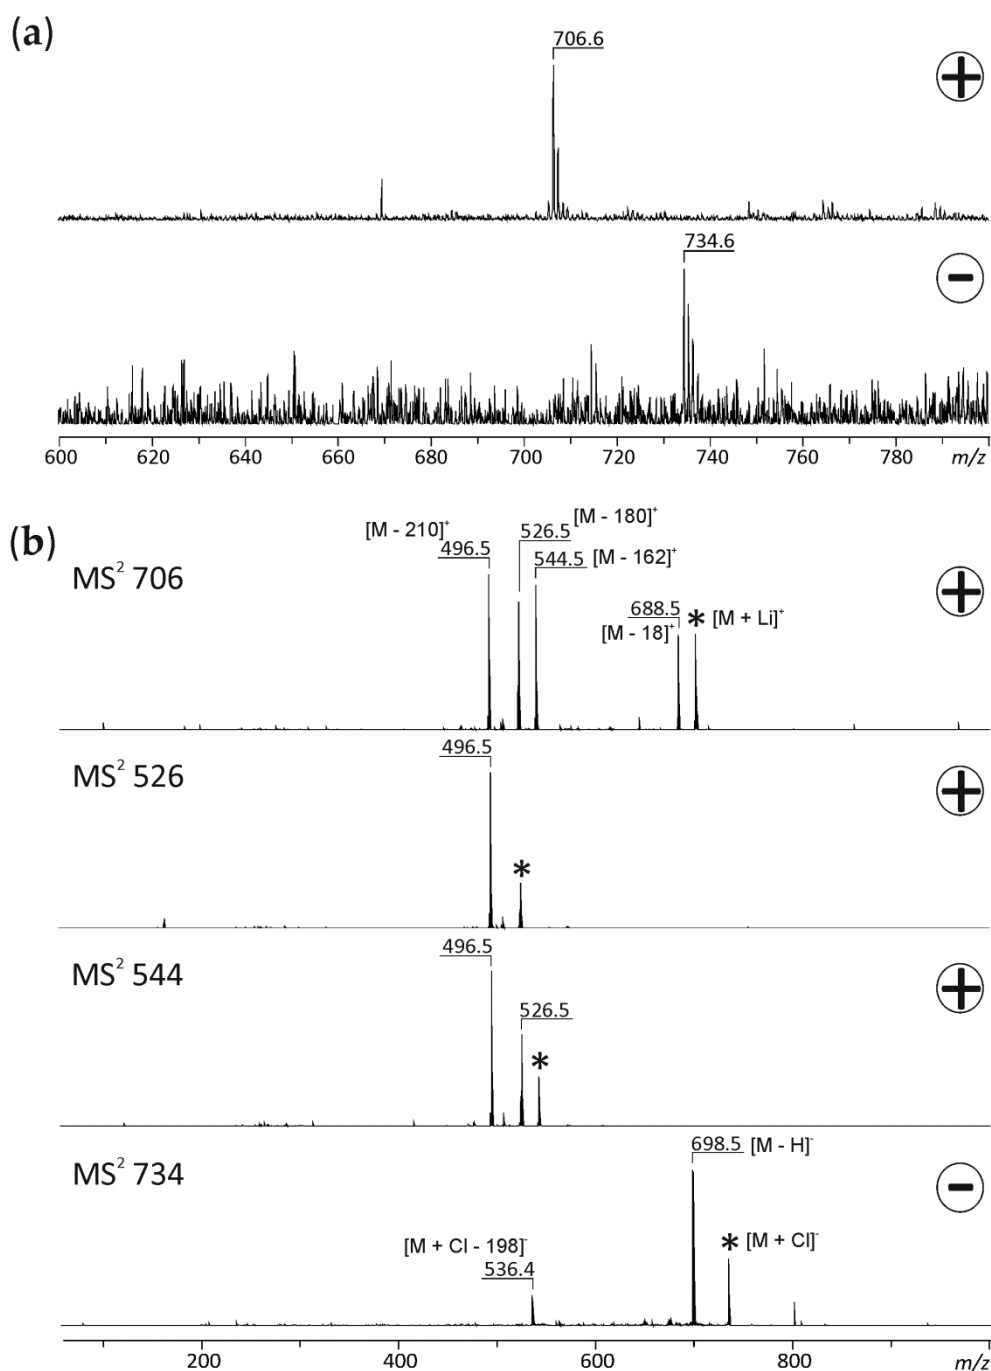 (a)
706.6
+
734.6
−
600 620 640 660 680 700 720 740 760 780 m/z
(b)
MS² 706
[M - 210]⁺
496.5
[M - 180]⁺
526.5
544.5 [M - 162]⁺
688.5
[M - 18]⁺
* [M + Li]⁺
+
MS² 526
496.5
*
+
MS² 544
496.5
526.5
*
+
MS² 734
698.5 [M - H]⁻
* [M + Cl]⁻
[M + Cl - 198]⁻
536.4
−
200 400 600 800 m/z